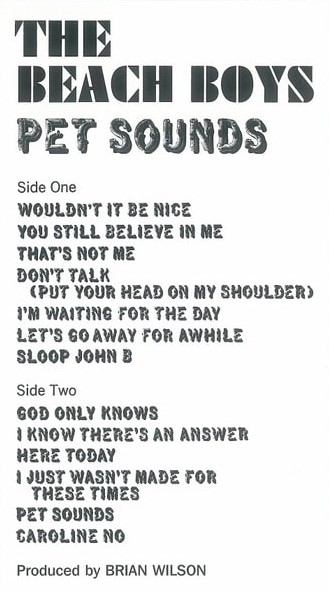 THE
BEACH BOYS
PET SOUNDS
Side One
WOULDN'T IT BE NICE
YOU STILL BELIEVE IN ME
THAT'S NOT ME
DON'T TALK
(PUT YOUR HEAD ON MY SHOULDER)
I'M WAITING FOR THE DAY
LET'S GO AWAY FOR AWHILE
SLOOP JOHN B
Side Two
GOD ONLY KNOWS
I KNOW THERE'S AN ANSWER
HERE TODAY
I JUST WASN'T MADE FOR
THESE TIMES
PET SOUNDS
CAROLINE NO
Produced by BRIAN WILSON